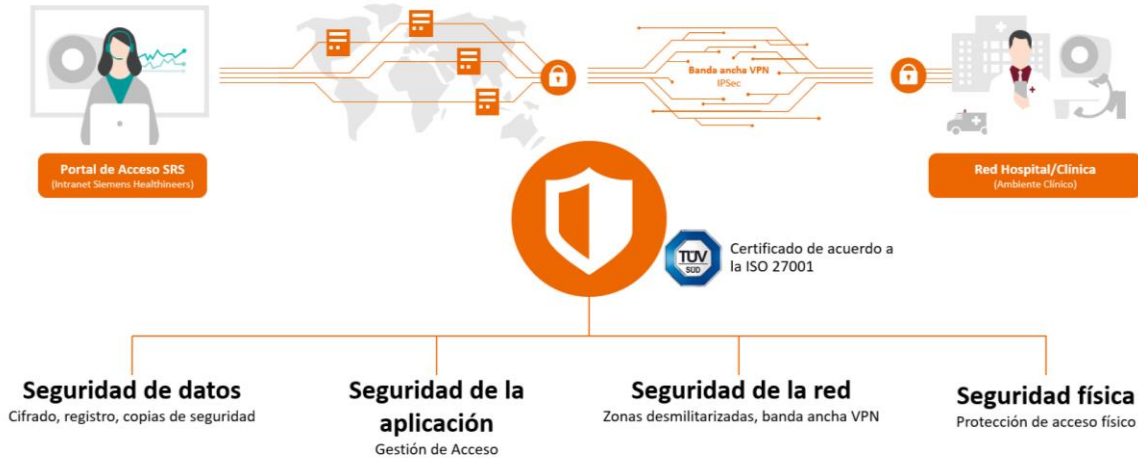 Banda ancha VPN
IPSec
Portal de Acceso SRS
(Intranet Siemens Healthineers)
Red Hospital/Clínica
(Ambiente Clínico)
TÜV
SÜD
Certificado de acuerdo a
la ISO 27001
Seguridad de datos
Cifrado, registro, copias de seguridad
Seguridad de la
aplicación
Gestión de Acceso
Seguridad de la red
Zonas desmilitarizadas, banda ancha VPN
Seguridad física
Protección de acceso físico